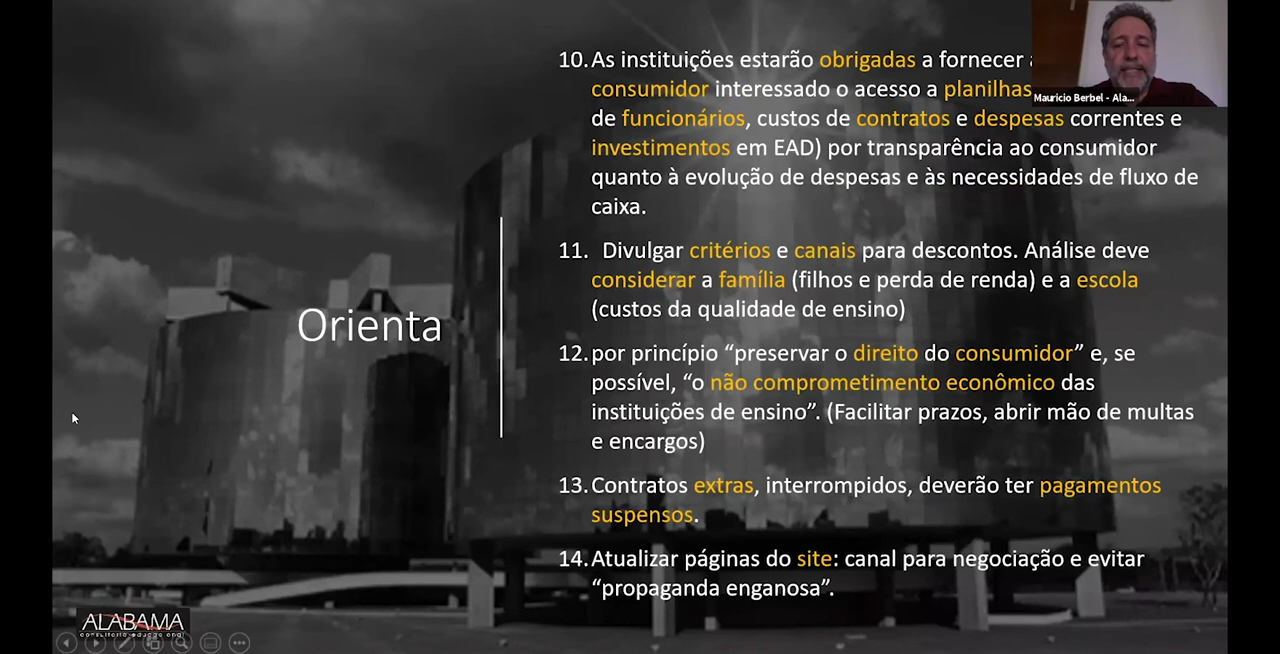 Orienta
10. As instituições estarão obrigadas a fornecer
consumidor interessado o acesso a planilhas
de funcionários, custos de contratos e despesas correntes e
investimentos em EAD) por transparência ao consumidor
quanto à evolução de despesas e às necessidades de fluxo de
caixa.
11. Divulgar critérios e canais para descontos. Análise deve
considerar a família (filhos e perda de renda) e a escola
(custos da qualidade de ensino)
12. por princípio “preservar o direito do consumidor” e, se
possível, “o não comprometimento econômico das
instituições de ensino”. (Facilitar prazos, abrir mão de multas
e encargos)
13. Contratos extras, interrompidos, deverão ter pagamentos
suspensos.
14. Atualizar páginas do site: canal para negociação e evitar
“propaganda enganosa”.
Mauricio Berbel - Ala...
ALABAMA
consultoria educacional